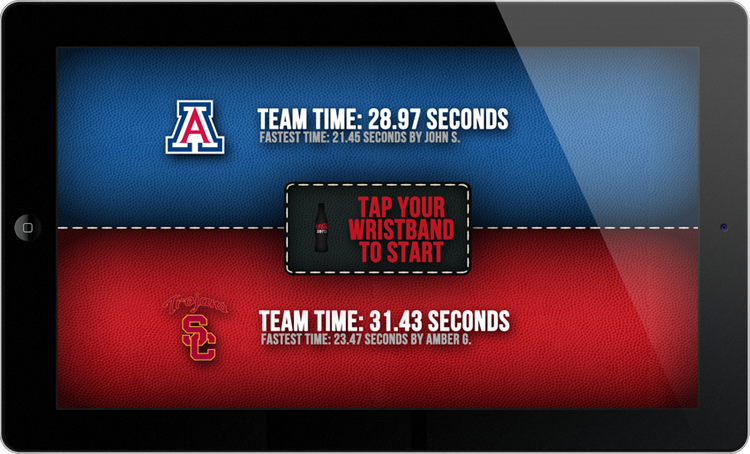 A
TEAM TIME: 28.97 SECONDS
FASTEST TIME: 21.45 SECONDS BY JOHN S.
TAP YOUR
WRISTBAND
TO START
ZERO
Trojans
SC
TEAM TIME: 31.43 SECONDS
FASTEST TIME: 23.47 SECONDS BY AMBER G.